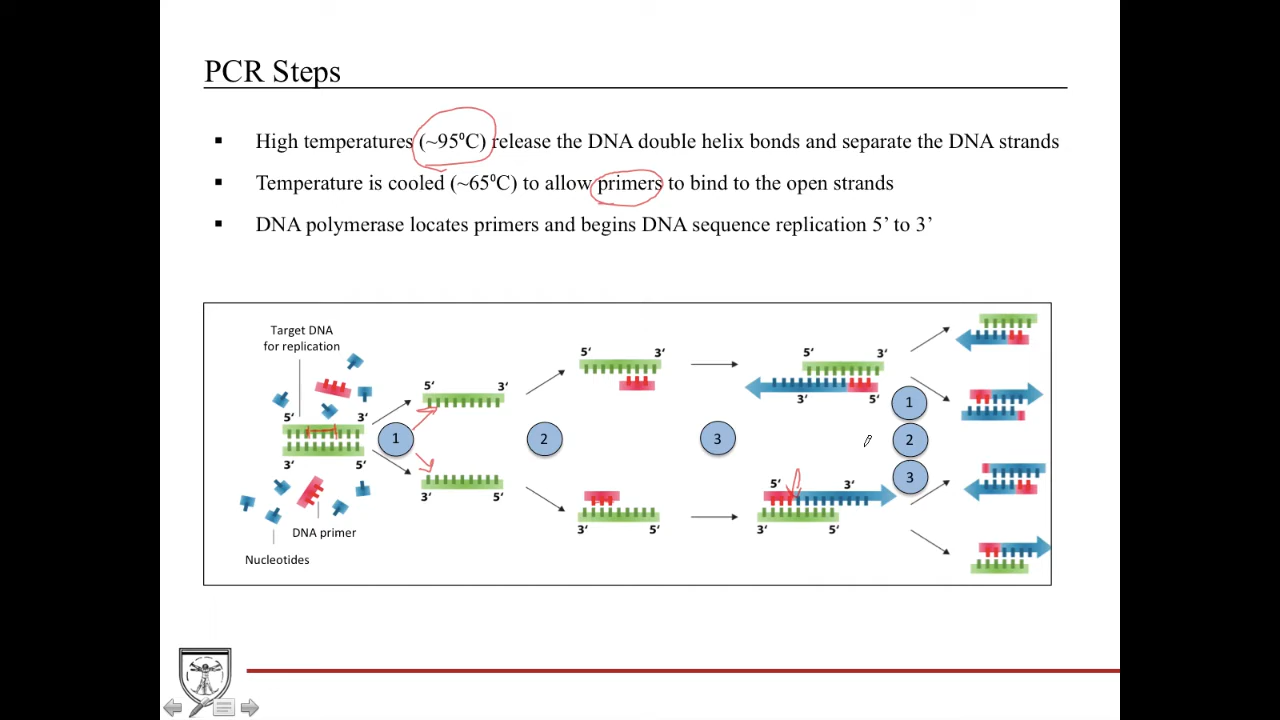 PCR Steps
▪ High temperatures (~95⁰C) release the DNA double helix bonds and separate the DNA strands
▪ Temperature is cooled (~65⁰C) to allow primers to bind to the open strands
▪ DNA polymerase locates primers and begins DNA sequence replication 5’ to 3’
Target DNA
for replication
5‘ 3‘
3‘ 5‘
DNA primer
Nucleotides
1
5‘ 3‘
3‘ 5‘
2
5‘ 3‘
3‘ 5‘
3
5‘ 3‘
3‘ 5‘
5‘ 3‘
3‘ 5‘
1
2
3